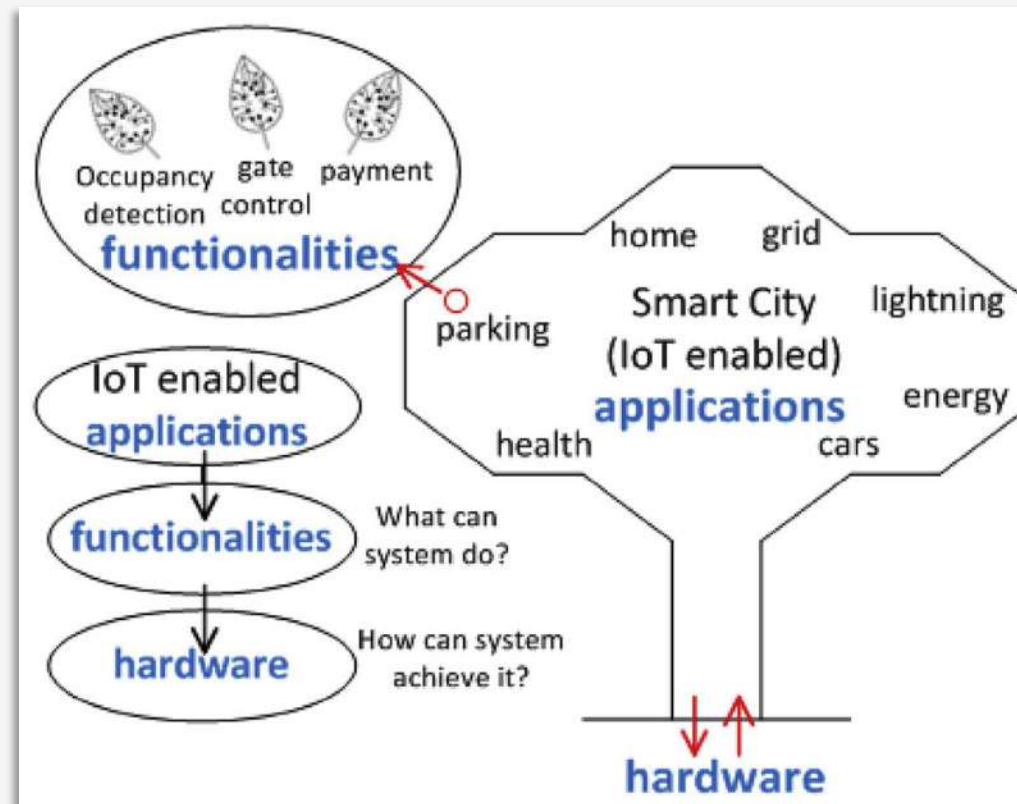 Occupancy
detection
gate
control
payment
functionalities
IoT enabled
applications
functionalities
What can
system do?
hardware
How can system
achieve it?
home
grid
parking
Smart City
(IoT enabled)
applications
lightning
energy
health
cars
hardware